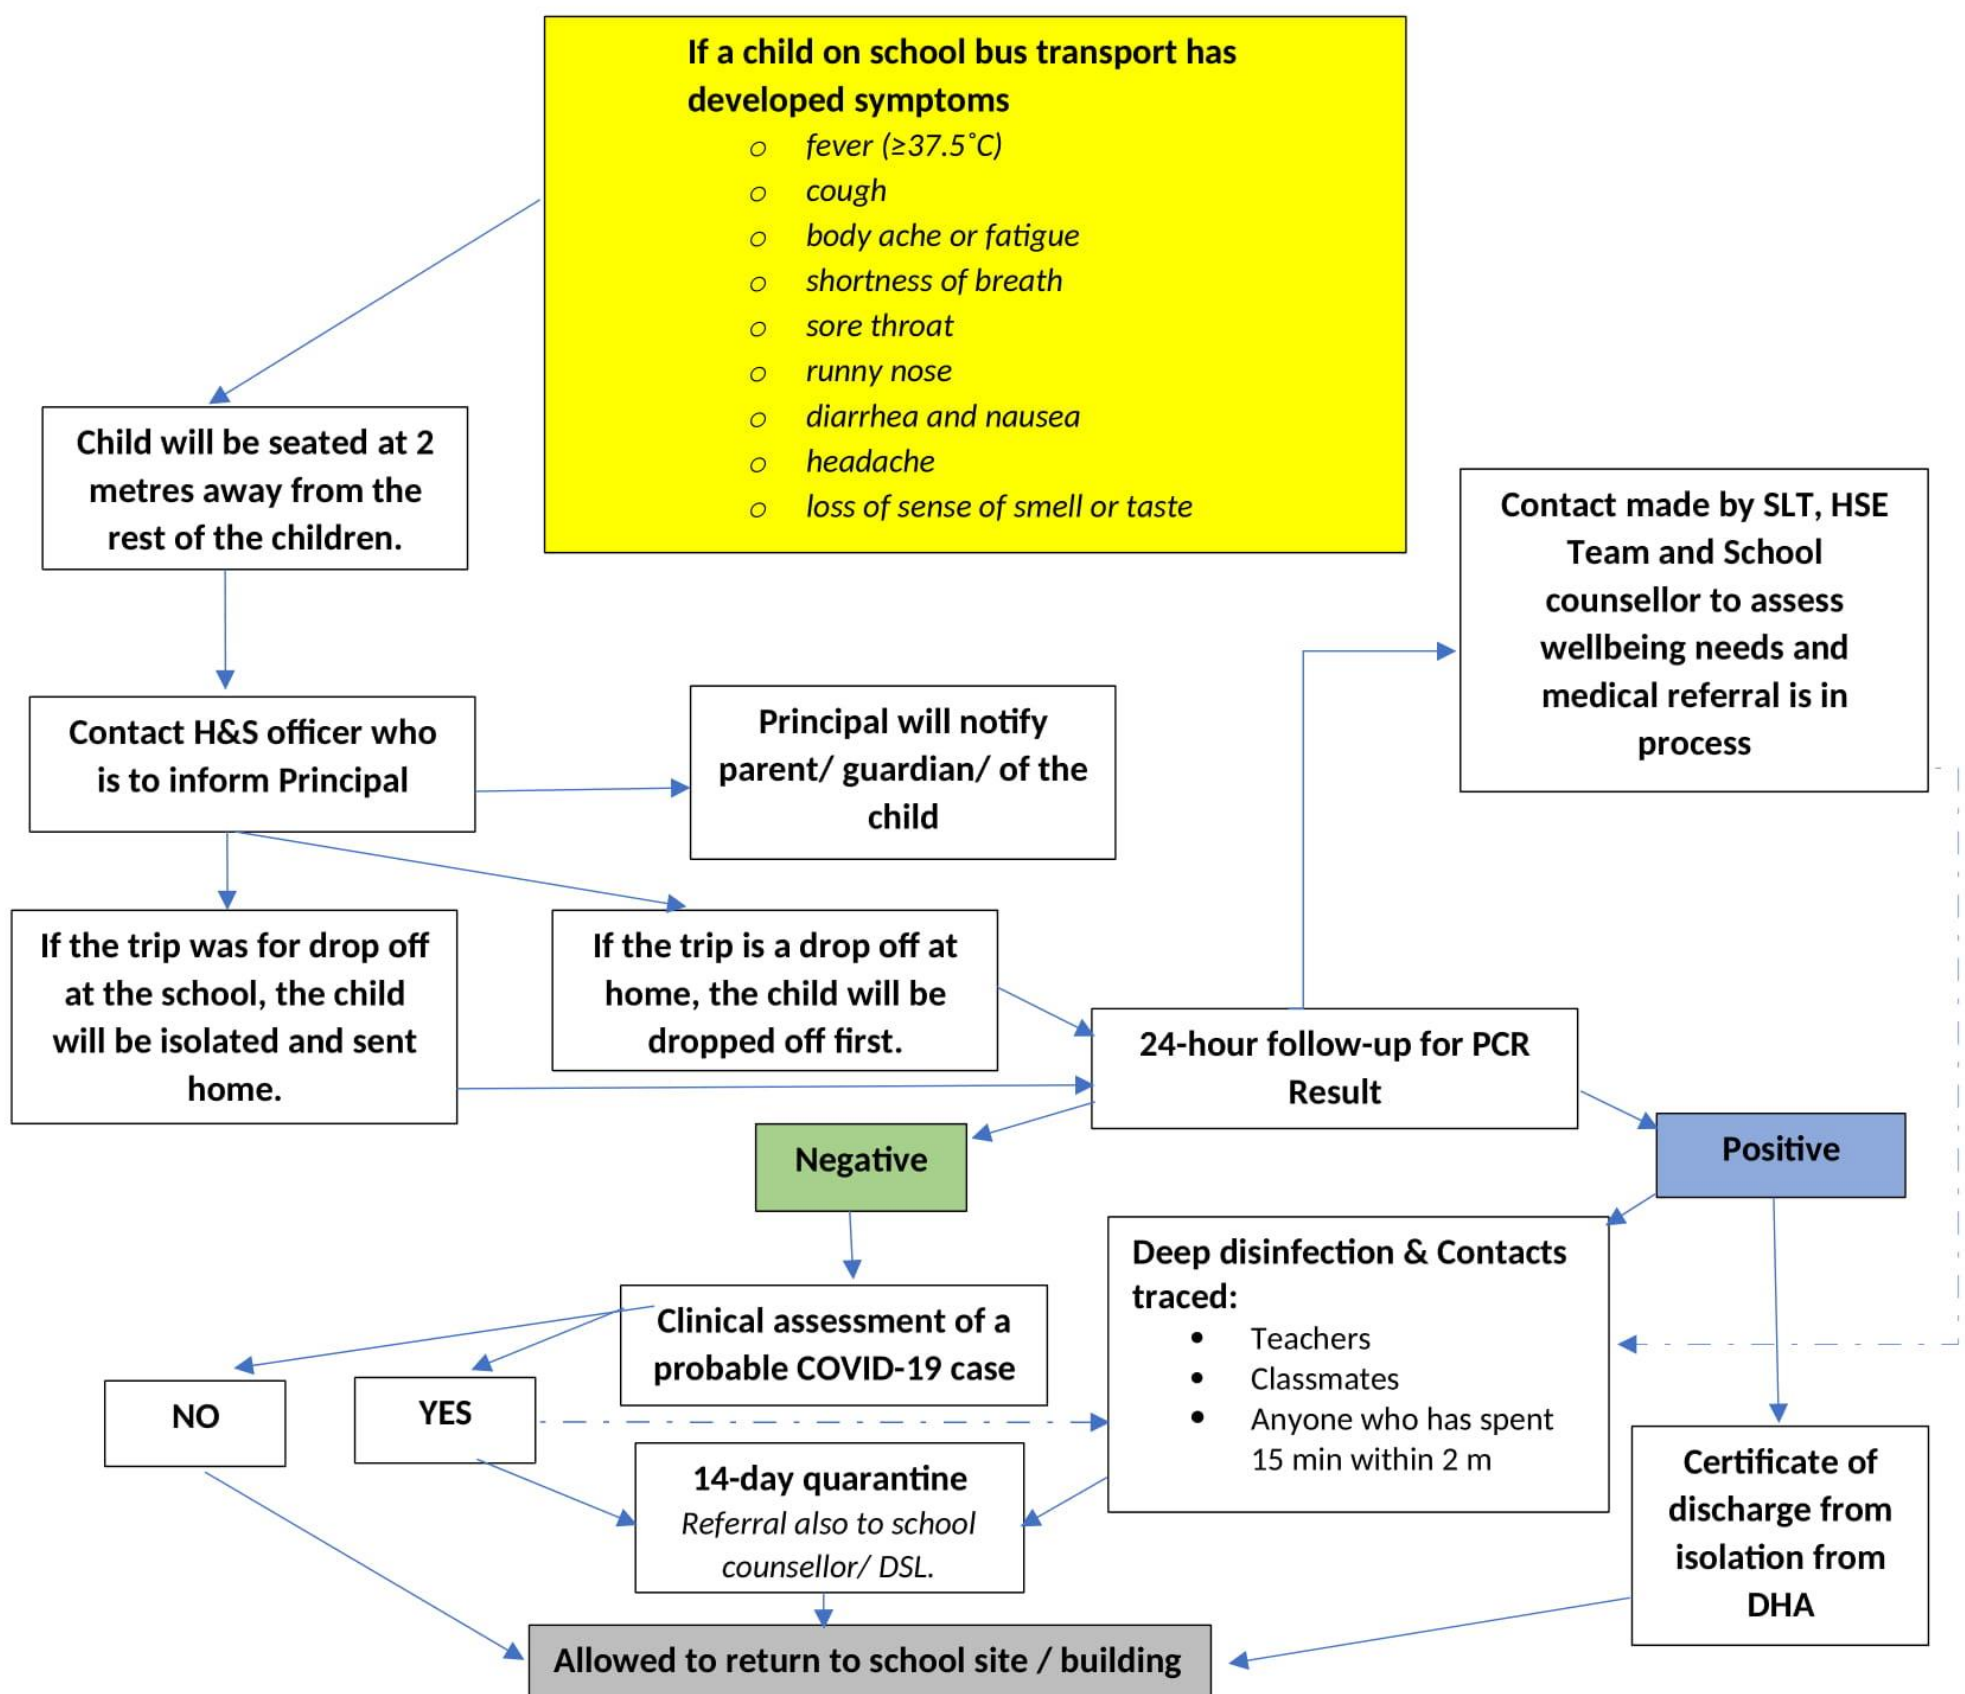 If a child on school bus transport has
developed symptoms
o fever (≥37.5˚C)
o cough
o body ache or fatigue
o shortness of breath
o sore throat
o runny nose
o diarrhea and nausea
o headache
o loss of sense of smell or taste
Child will be seated at 2
metres away from the
rest of the children.
Contact made by SLT, HSE
Team and School
counsellor to assess
wellbeing needs and
medical referral is in
process
Contact H&S officer who
is to inform Principal
Principal will notify
parent/ guardian/ of the
child
If the trip was for drop off
at the school, the child
will be isolated and sent
home.
If the trip is a drop off at
home, the child will be
dropped off first.
24-hour follow-up for PCR
Result
Negative
Positive
Deep disinfection & Contacts
traced:
• Teachers
• Classmates
• Anyone who has spent
15 min within 2 m
Clinical assessment of a
probable COVID-19 case
NO
YES
14-day quarantine
Referral also to school
counsellor/ DSL.
Certificate of
discharge from
isolation from
DHA
Allowed to return to school site / building